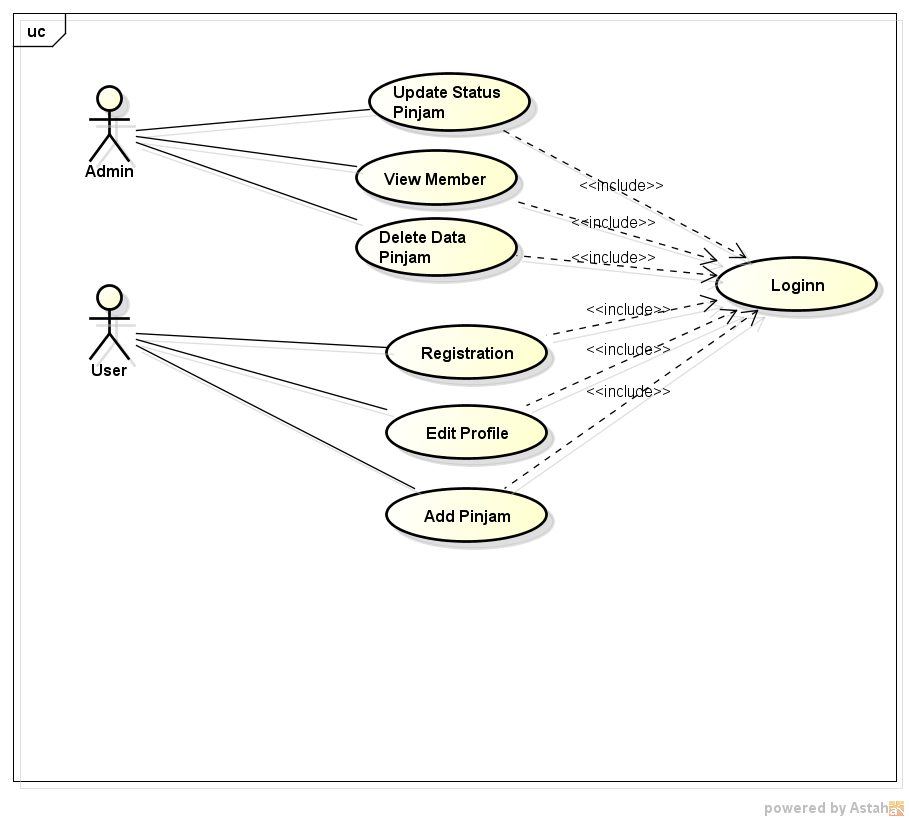 uc
Update Status
Pinjam
Admin
View Member
<<include>>
<<include>>
Delete Data
Pinjam
<<include>>
Loginn
User
<<include>>
Registration
<<include>>
<<include>>
Edit Profile
Add Pinjam
powered by Astah